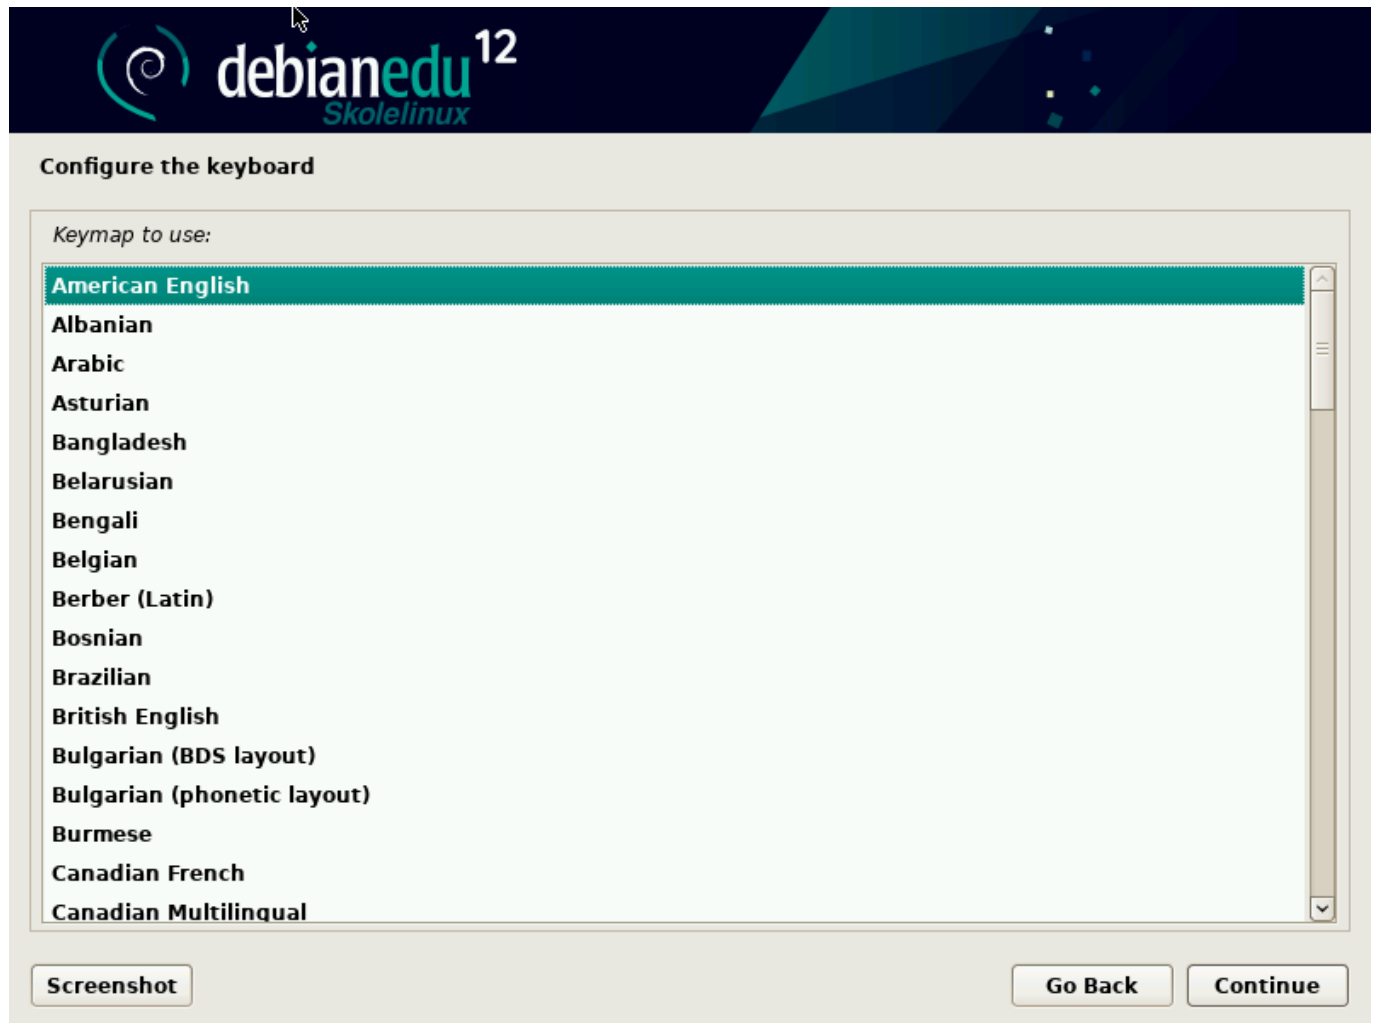 debianedu 12
Skolelinux
Configure the keyboard
Keymap to use:
American English
Albanian
Arabic
Asturian
Bangladesh
Belarusian
Bengali
Belgian
Berber (Latin)
Bosnian
Brazilian
British English
Bulgarian (BDS layout)
Bulgarian (phonetic layout)
Burmese
Canadian French
Canadian Multilingual
Screenshot
Go Back
Continue